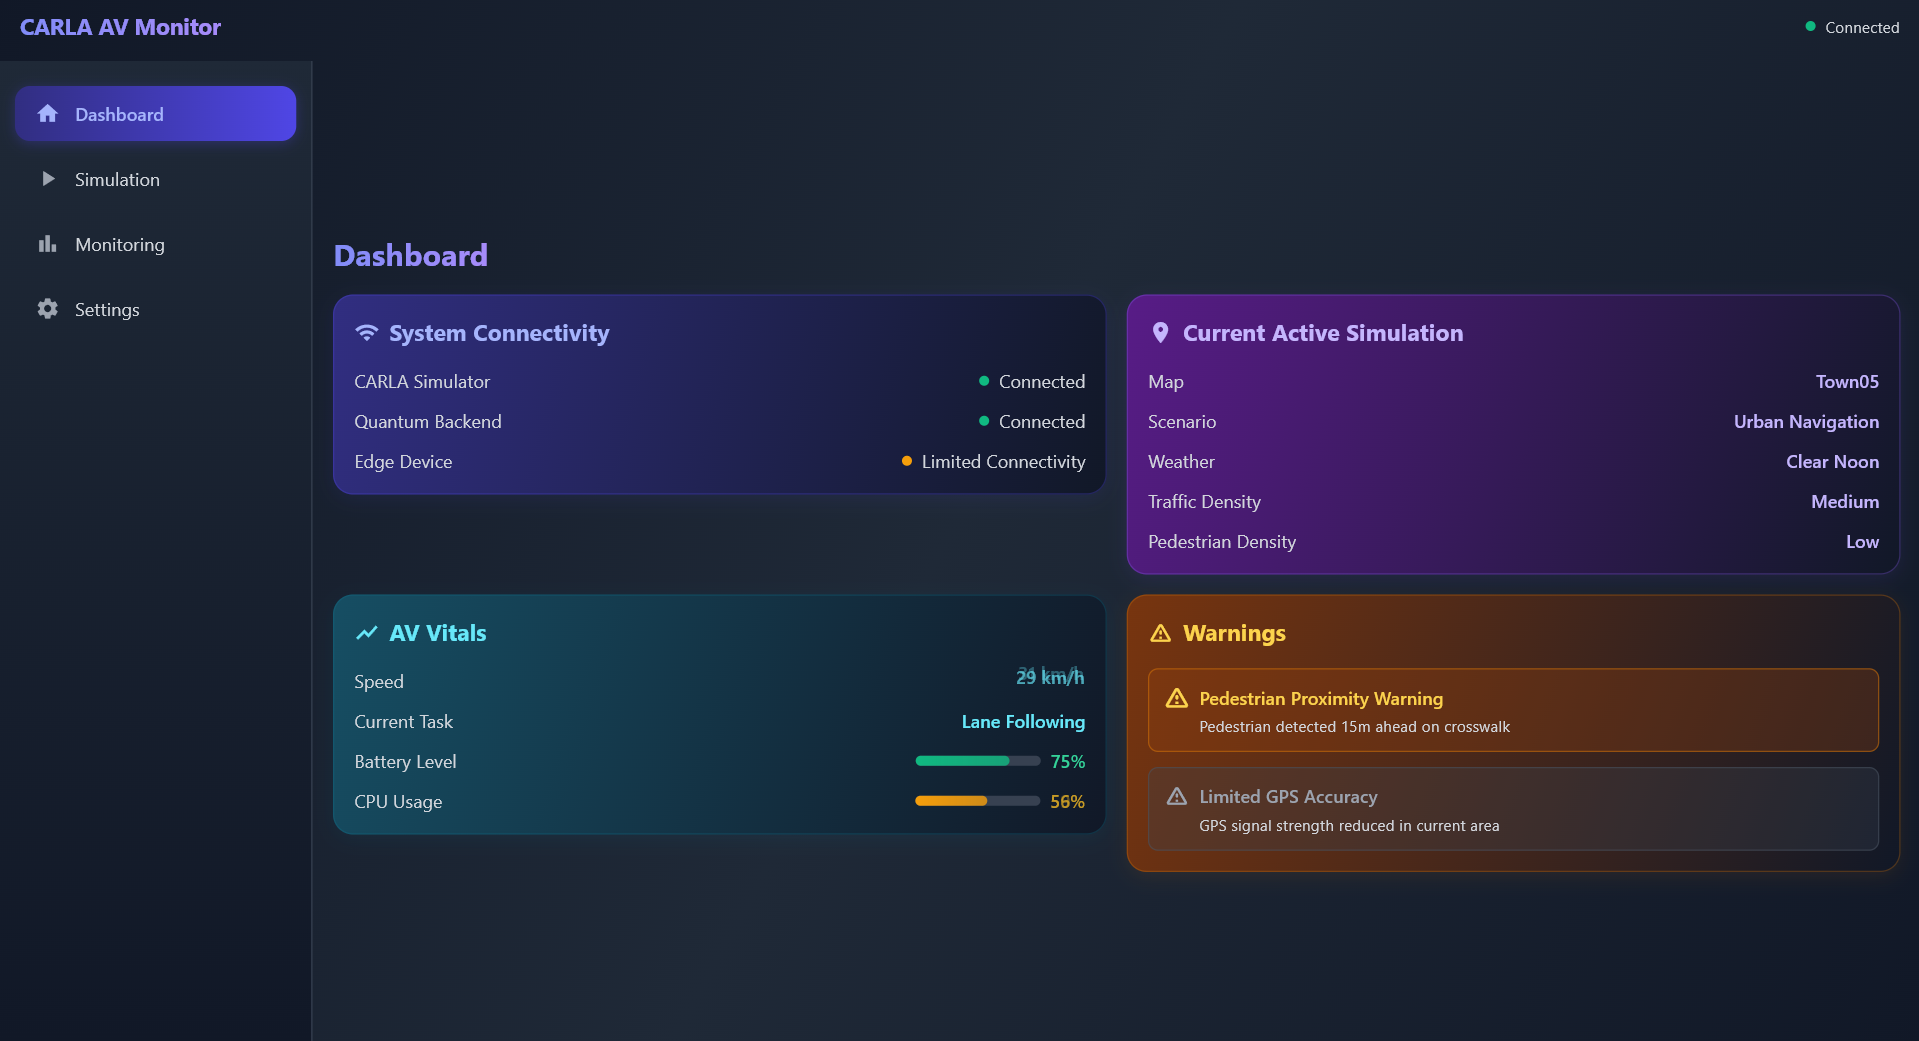 CARLA AV Monitor
Connected
Dashboard
Simulation
Monitoring
Settings
Dashboard
System Connectivity
CARLA Simulator Connected
Quantum Backend Connected
Edge Device Limited Connectivity
Current Active Simulation
Map Town05
Scenario Urban Navigation
Weather Clear Noon
Traffic Density Medium
Pedestrian Density Low
AV Vitals
Speed 29 km/h
Current Task Lane Following
Battery Level 75%
CPU Usage 56%
Warnings
Pedestrian Proximity Warning
Pedestrian detected 15m ahead on crosswalk
Limited GPS Accuracy
GPS signal strength reduced in current area